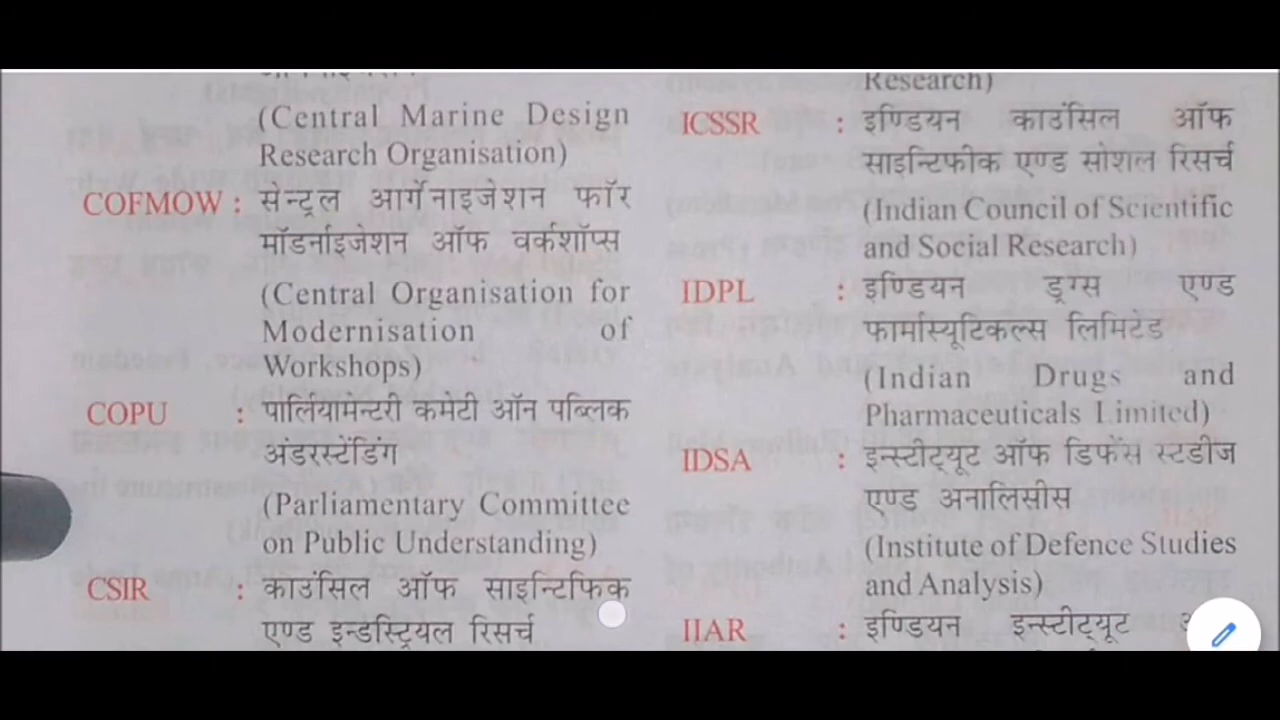 (Central Marine Design
Research Organisation)
COFMOW : सेन्ट्रल आर्गेनाइजेशन फॉर
मॉडर्नाइजेशन ऑफ वर्कशॉप्स
(Central Organisation for
Modernisation of
Workshops)
COPU : पार्लियामेन्टरी कमेटी ऑन पब्लिक
अंडरस्टेंडिंग
(Parliamentary Committee
on Public Understanding)
CSIR : काउंसिल ऑफ साइन्टिफिक
एण्ड इन्डस्ट्रियल रिसर्च
Research)
ICSSR : इण्डियन काउंसिल ऑफ
साइन्टिफीक एण्ड सोशल रिसर्च
(Indian Council of Scientific
and Social Research)
IDPL : इण्डियन ड्रग्स एण्ड
फार्मास्यूटिकल्स लिमिटेड
(Indian Drugs and
Pharmaceuticals Limited)
IDSA : इन्स्टीट्यूट ऑफ डिफेंस स्टडीज
एण्ड अनालिसीस
(Institute of Defence Studies
and Analysis)
IIAR : इण्डियन इन्स्टीट्यूट